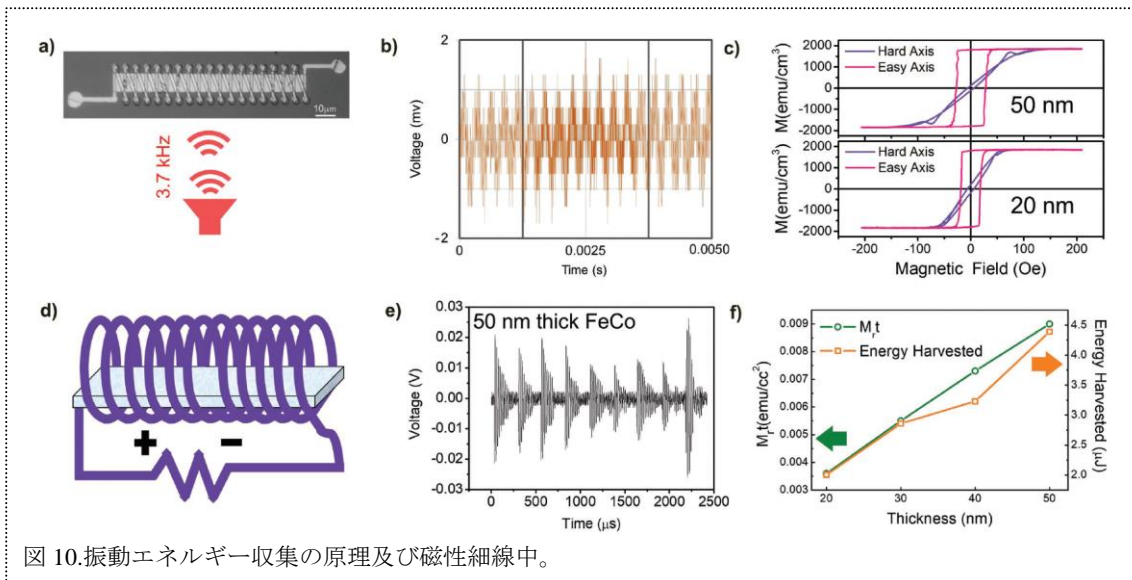 a)
10μm
3.7 kHz
b)
2
0
-2
Voltage (mv)
0
0.0025
0.0050
Time (s)
c)
Hard Axis
Easy Axis
50 nm
2000
1000
0
-1000
-2000
M(emu/cm³)
Hard Axis
Easy Axis
20 nm
2000
1000
0
-1000
-2000
M(emu/cm³)
-200
-100
0
100
200
Magnetic Field (Oe)
d)
+ -
e)
50 nm thick FeCo
0.03
0.02
0.01
0.00
-0.01
-0.02
-0.03
Voltage (V)
0
500
1000
1500
2000
2500
Time (μs)
f)
Mrt
Energy Harvested
0.009
0.008
0.007
0.006
0.005
0.004
0.003
Mrt(emu/cc²)
4.5
4.0
3.5
3.0
2.5
2.0
Energy Harvested (μJ)
20
30
40
50
Thickness (nm)
図 10.振動エネルギー収集の原理及び磁性細線中。